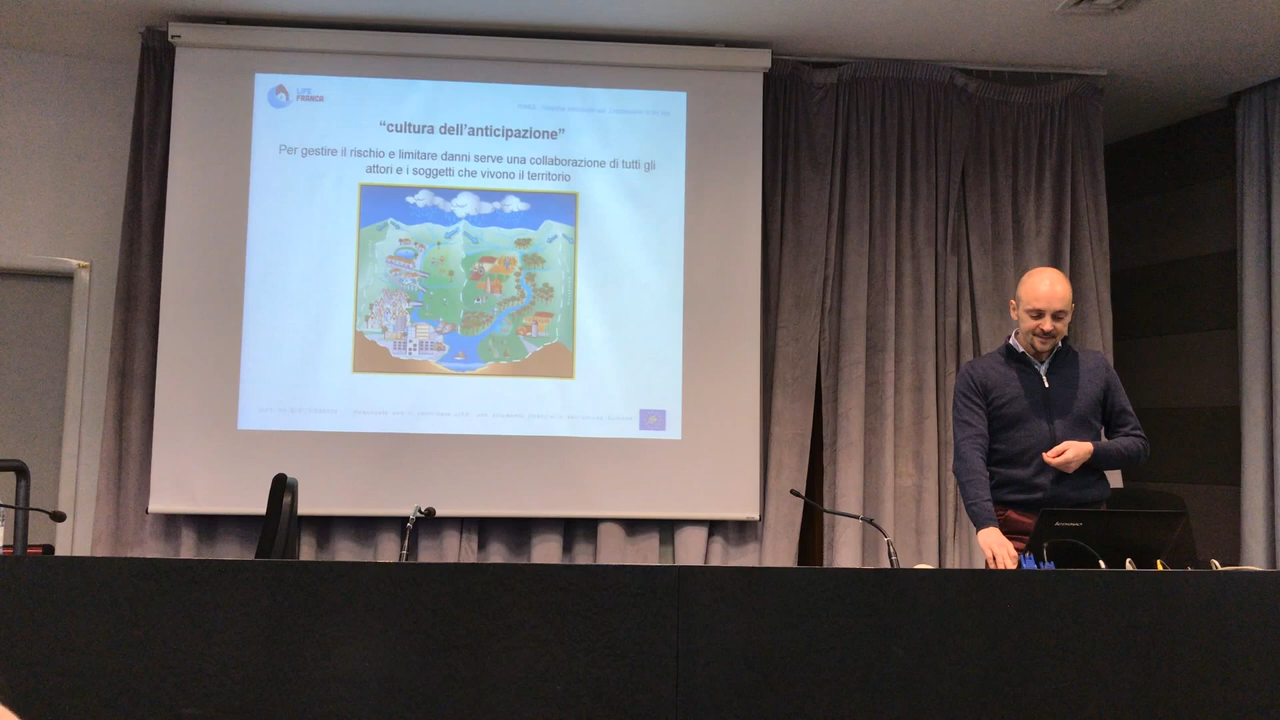 LIFE
FRANCA
“cultura dell’anticipazione”
Per gestire il rischio e limitare danni serve una collaborazione di tutti gli
attori e i soggetti che vivono il territorio
lenovo